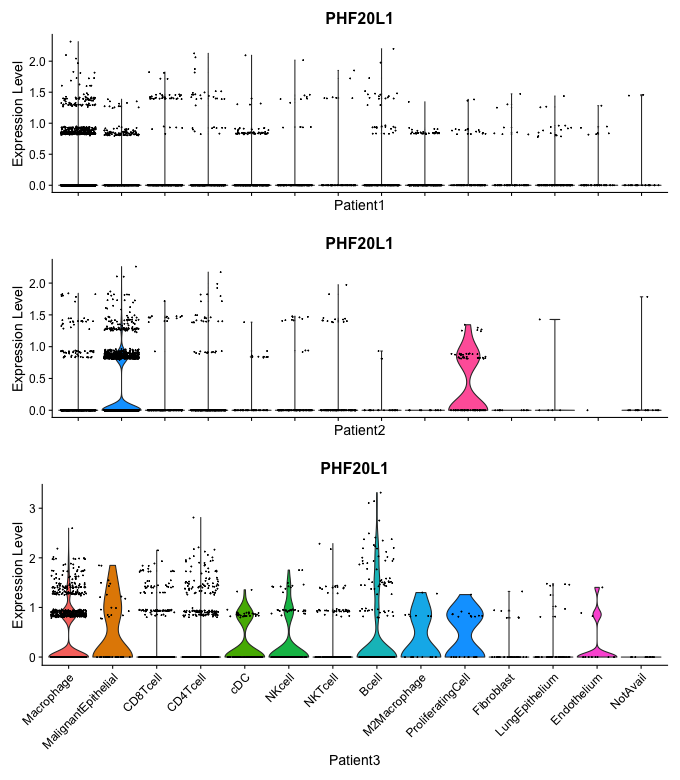 PHF20L1
Expression Level
2.0
1.5
1.0
0.5
0.0
Patient1
PHF20L1
Expression Level
2.0
1.5
1.0
0.5
0.0
Patient2
PHF20L1
Expression Level
3
2
1
0
Macrophage
MalignantEpithelial
CD8Tcell
CD4Tcell
cDC
NKcell
NKTcell
Bcell
M2Macrophage
ProliferatingCell
Fibroblast
LungEpithelium
Endothelium
NotAvail
Patient3